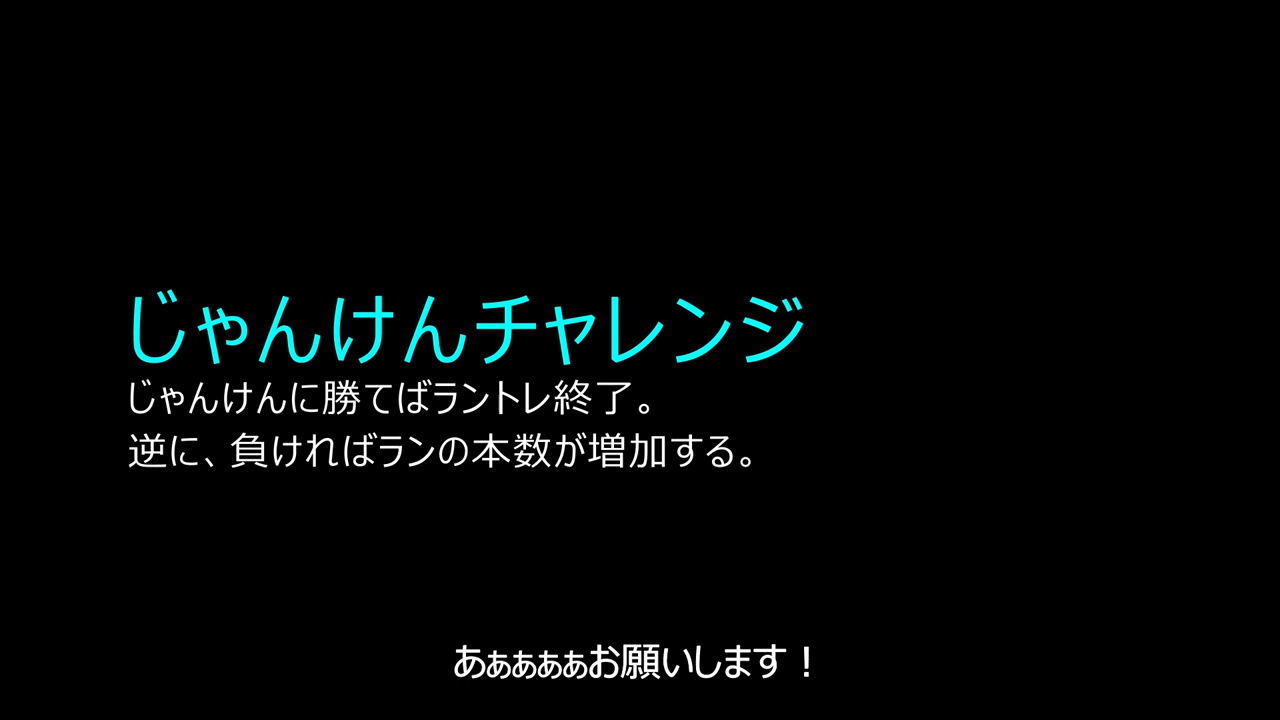 じゃんけんチャレンジ
じゃんけんに勝てばラントレ終了。
逆に、負ければランの本数が増加する。
あぁぁぁぁお願いします！